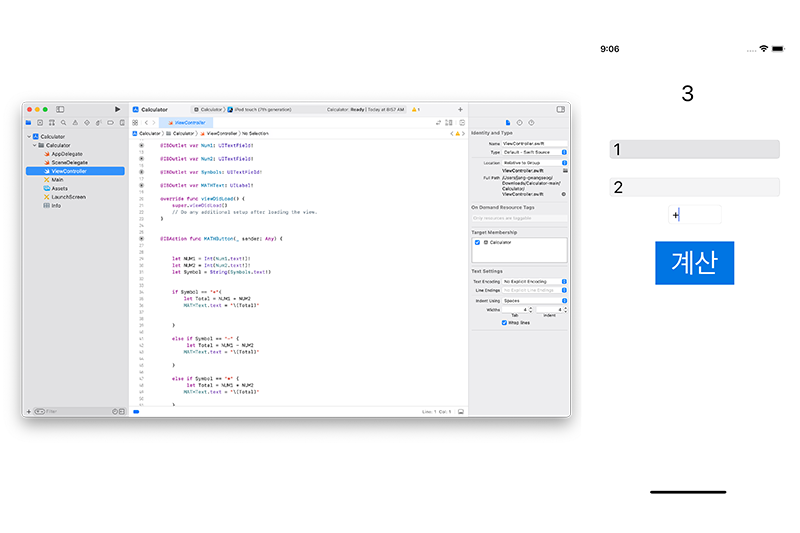 Calculator
Calculator
iPod touch (7th generation)
Calculator: Ready | Today at 8:57 AM
1
ViewController
Calculator
Calculator
ViewController
No Selection
Calculator
Calculator
AppDelegate
SceneDelegate
ViewController
Main
Assets
LaunchScreen
Info
Filter
@IBOutlet var Num1: UITextField!
@IBOutlet var Num2: UITextField!
@IBOutlet var Symbols: UITextField!
@IBOutlet var MATHText: UILabel!
override func viewDidLoad() {
super.viewDidLoad()
// Do any additional setup after loading the view.
}
@IBAction func MATHButton(_ sender: Any) {
let NUM1 = Int(Num1.text!)!
let NUM2 = Int(Num2.text!)!
let Symbol = String(Symbols.text!)
if Symbol == "+"{
let Total = NUM1 + NUM2
MATHText.text = "\(Total)"
}
else if Symbol == "-" {
let Total = NUM1 - NUM2
MATHText.text = "\(Total)"
}
else if Symbol == "*" {
let Total = NUM1 * NUM2
MATHText.text = "\(Total)"
}
Line: 1 Col: 1
Identity and Type
Name ViewController.swift
Type Default - Swift Source
Location Relative to Group
ViewController.swift
Full Path /Users/jang-gwangseog/
Downloads/Calculator-main/
Calculator/
ViewController.swift
On Demand Resource Tags
Only resources are taggable
Target Membership
Calculator
Text Settings
Text Encoding No Explicit Encoding
Line Endings No Explicit Line Endings
Indent Using Spaces
Widths 4 4
Tab Indent
Wrap lines
9:06
3
1
2
+
계산